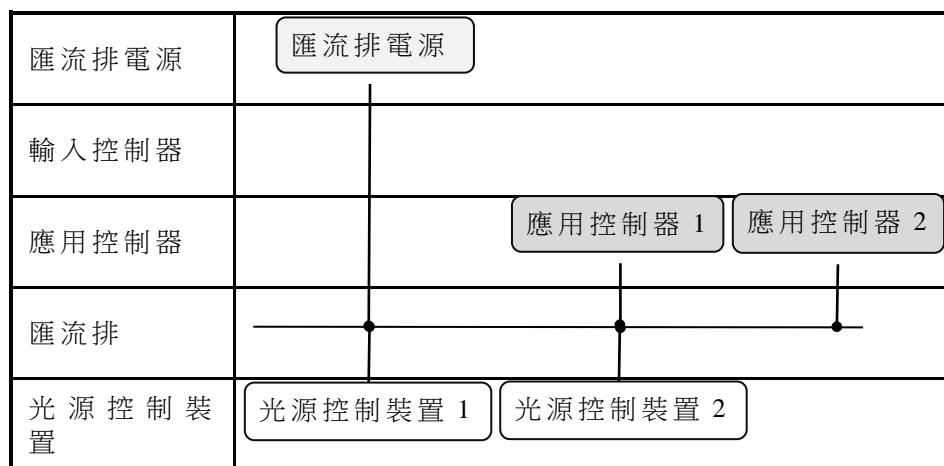 匯流排電源
匯流排電源
輸入控制器
應用控制器
應用控制器 1
應用控制器 2
匯流排
光源控制裝
置
光源控制裝置 1
光源控制裝置 2